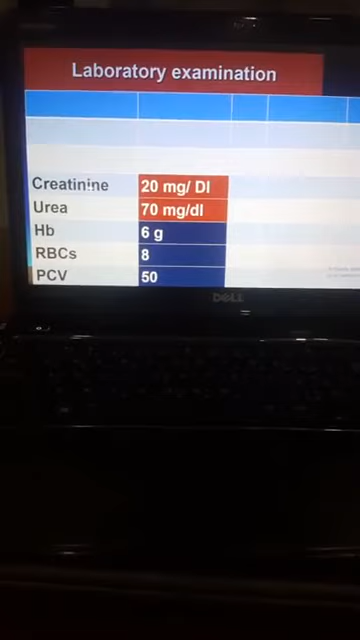 Laboratory examination
Creatinine 20 mg/ Dl
Urea 70 mg/dl
Hb 6 g
RBCs 8
PCV 50
DELL